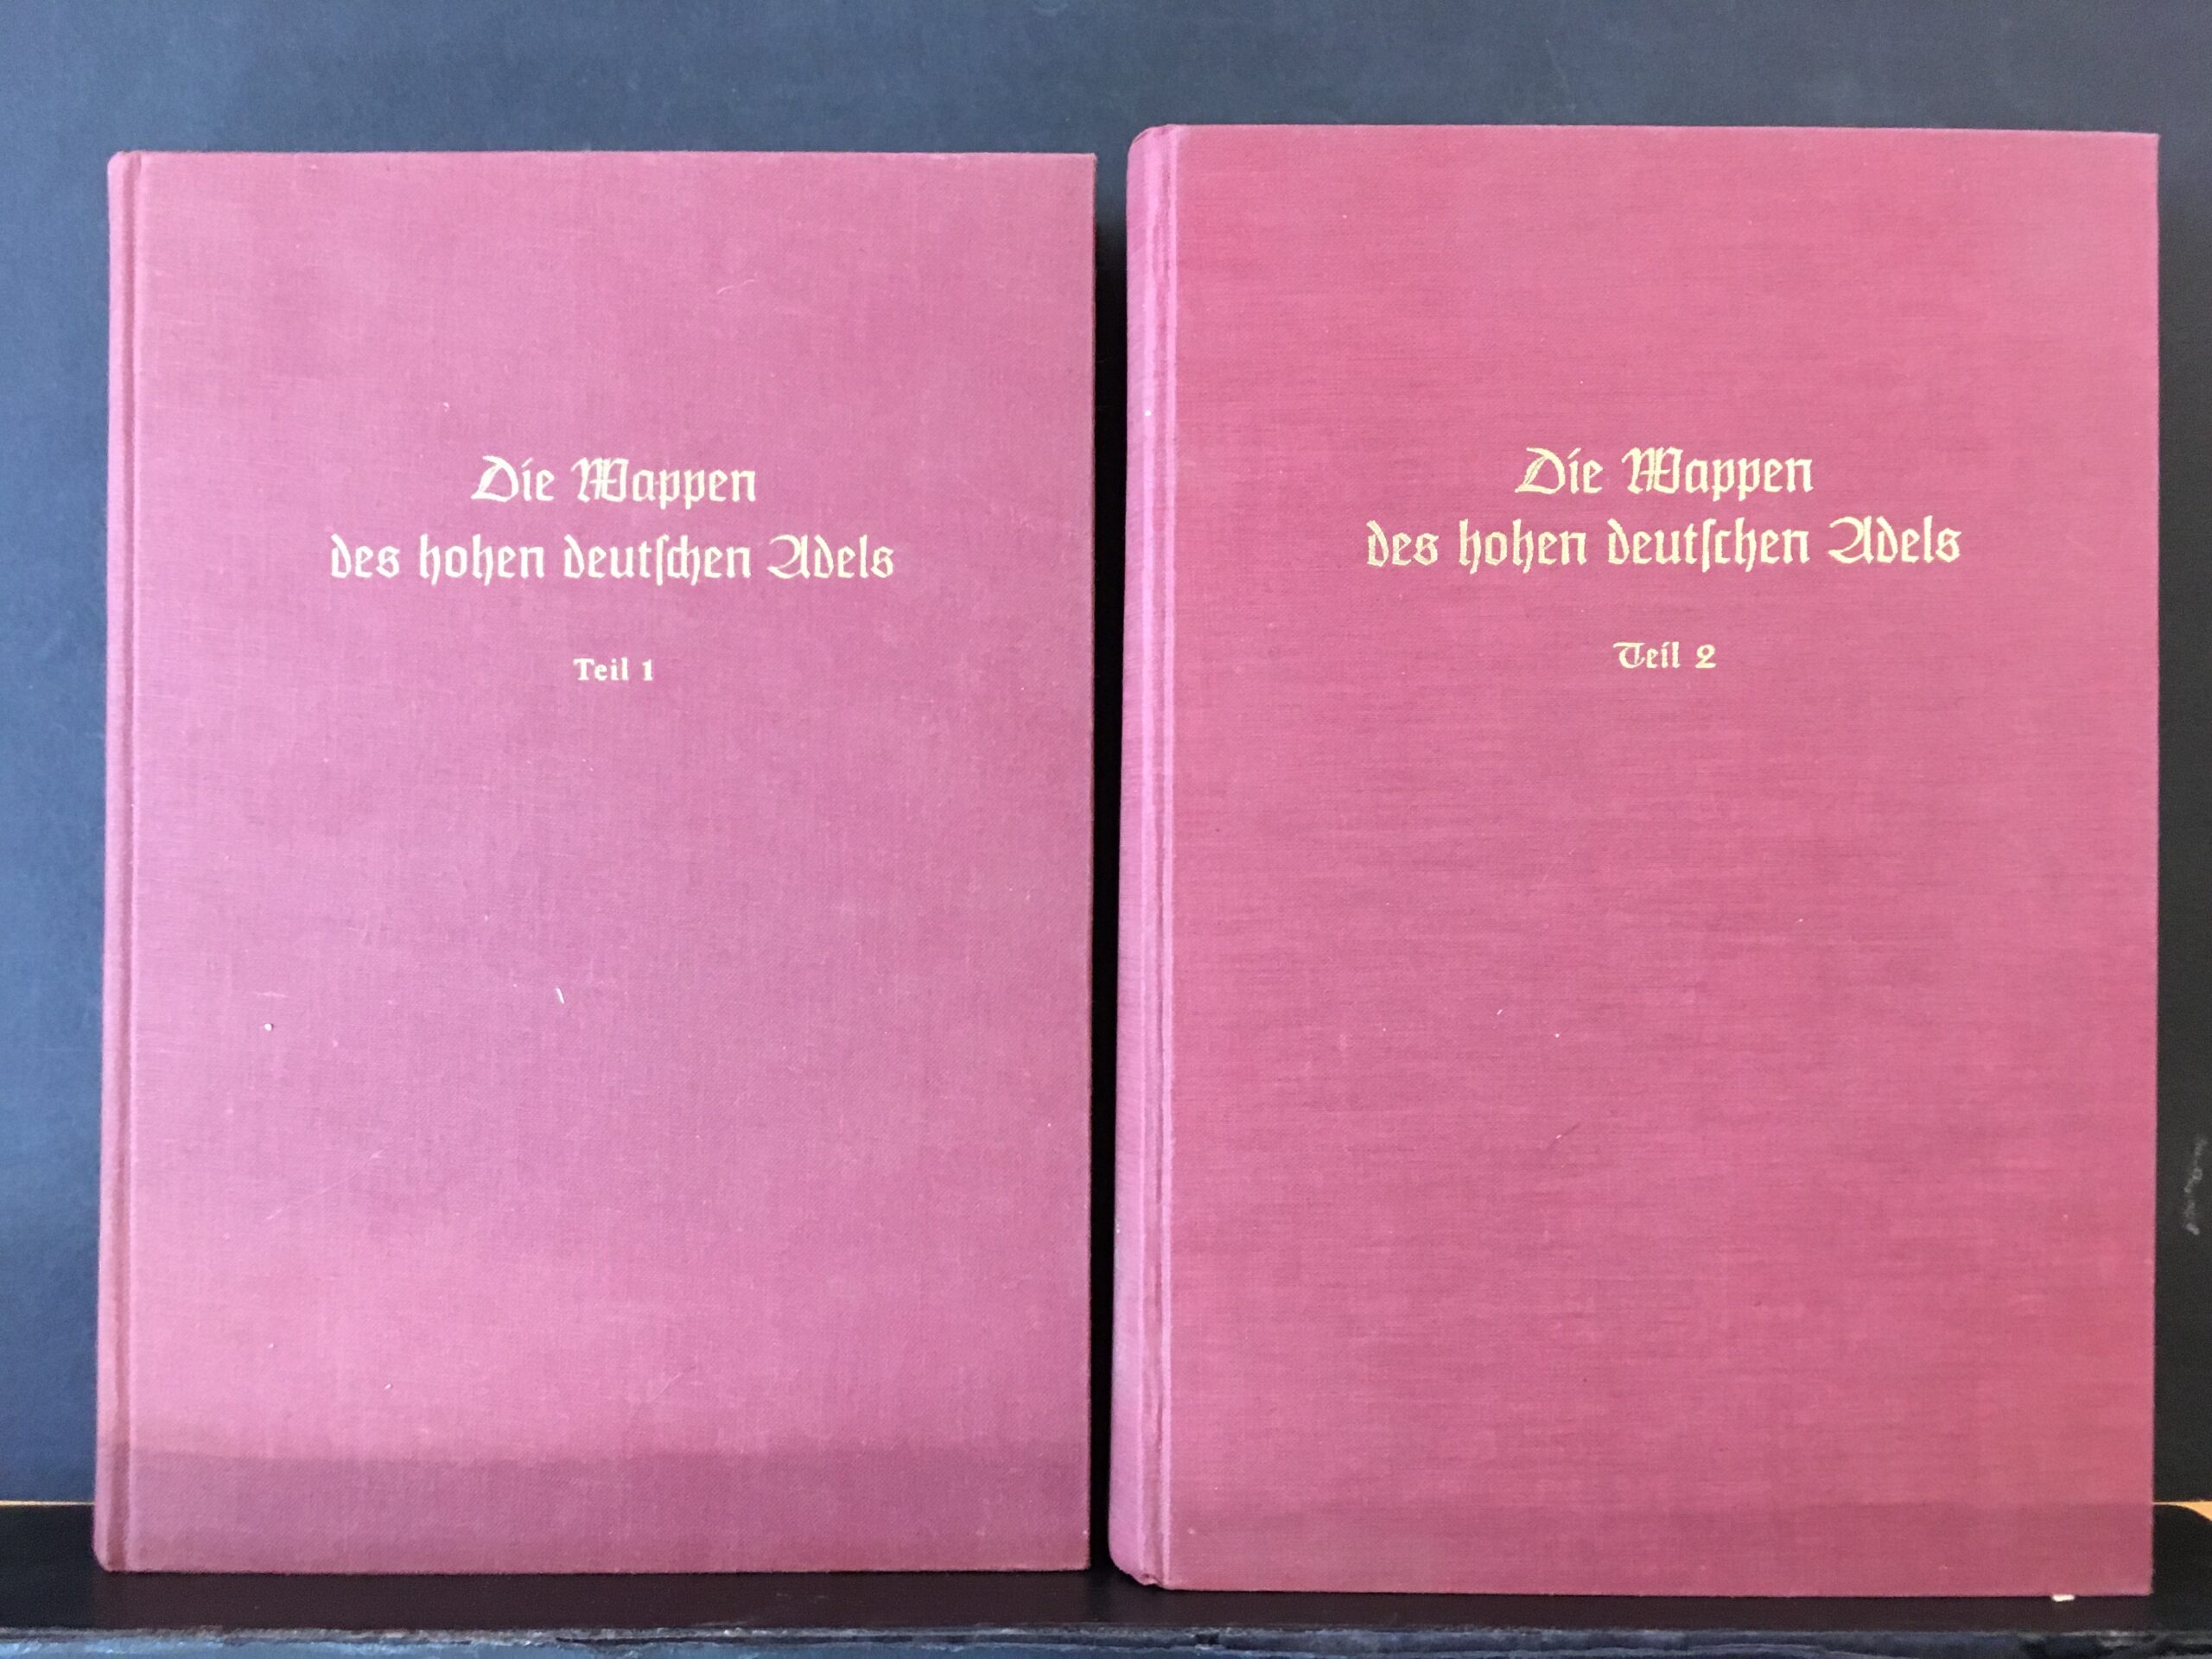 Die Wappen
des hohen deutſchen Adels
Teil 1
Die Wappen
des hohen deutſchen Adels
Teil 2